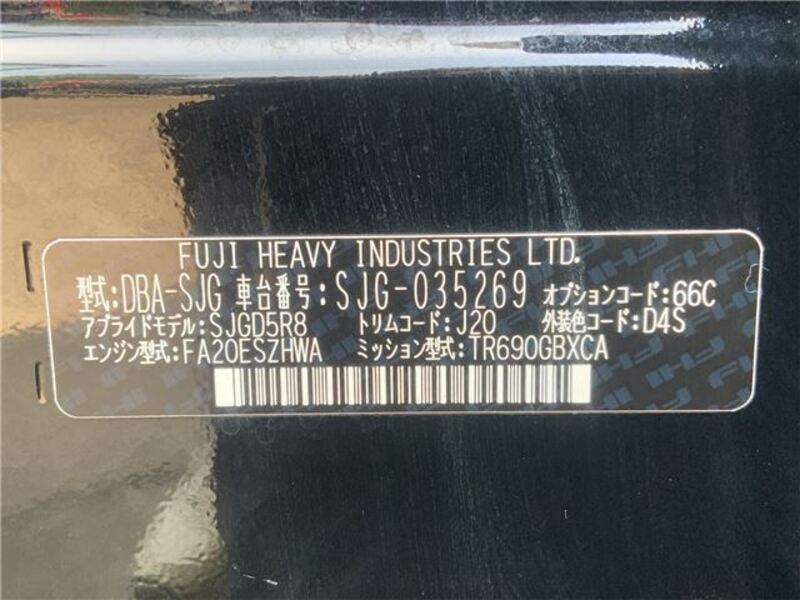 FUJI HEAVY INDUSTRIES LTD.
型式:DBA-SJG 車台番号:SJG-035269 オプションコード:66C
アプライドモデル:SJGD5R8 トリムコード:J20 外装色コード:D4S
エンジン型式:FA20ESZHWA ミッション型式:TR690GBXCA